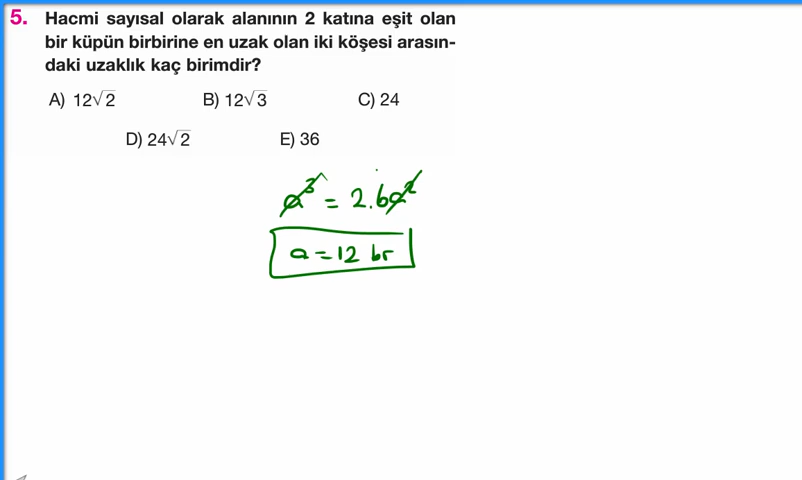 5. Hacmi sayısal olarak alanının 2 katına eşit olan
bir küpün birbirine en uzak olan iki köşesi arasın-
daki uzaklık kaç birimdir?
A) 12√2 B) 12√3 C) 24
D) 24√2 E) 36
a³ = 2.6a²
a = 12 br